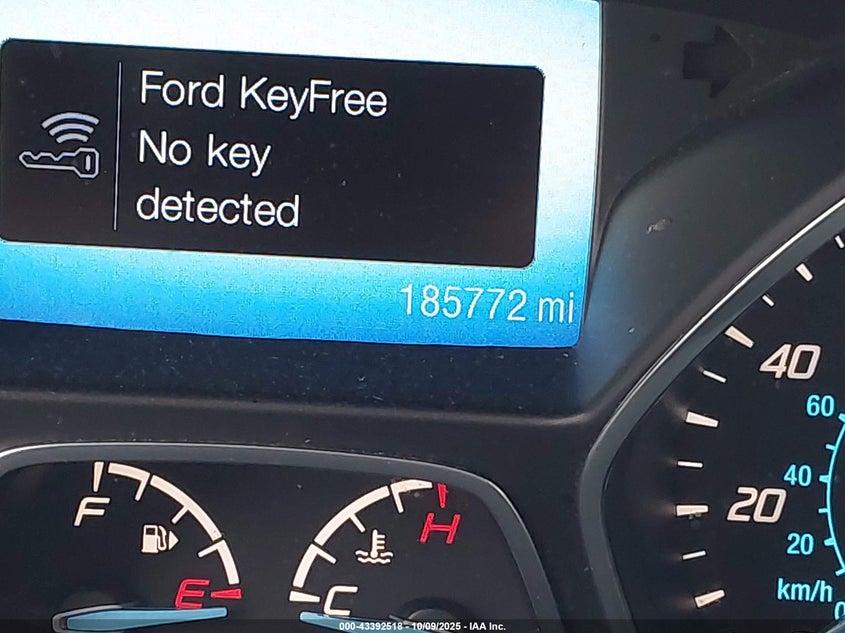 Ford KeyFree
No key
detected
185772 mi
40
60
F
H
40
20
20
E
C
km/h
0
000-43392518 - 10/09/2025 - IAA Inc.